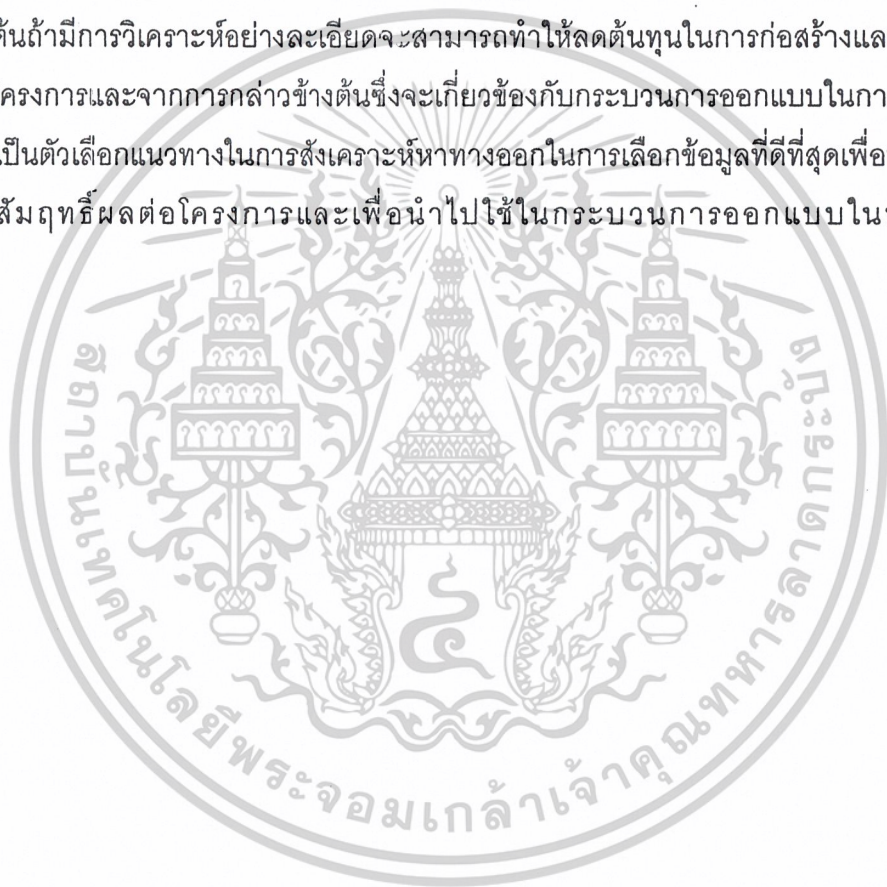 ต้นถ้ามีการวิเคราะห์อย่างละเอียดจะสามารถทำให้ลดต้นทุนในการก่อสร้างแล
ครงการและจากการกล่าวข้างต้นซึ่งจะเกี่ยวข้องกับกระบวนการออกแบบในกา
เป็นตัวเลือกแนวทางในการสังเคราะห์หาทางออกในการเลือกข้อมูลที่ดีที่สุดเพื่อ
สัมฤทธิ์ผลต่อโครงการและเพื่อนำไปใช้ในกระบวนการออกแบบใน
สถาบันเทคโนโลยีพระจอมเกล้าเจ้าคุณทหารลาดกระบัง